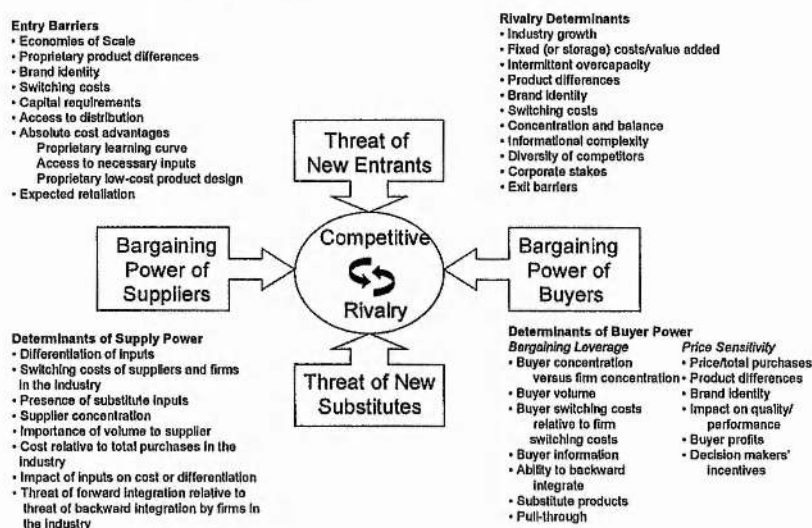 Entry Barriers
• Economies of Scale
• Proprietary product differences
• Brand identity
• Switching costs
• Capital requirements
• Access to distribution
• Absolute cost advantages
Proprietary learning curve
Access to necessary inputs
Proprietary low-cost product design
• Expected retaliation
Rivalry Determinants
• Industry growth
• Fixed (or storage) costs/value added
• Intermittent overcapacity
• Product differences
• Brand identity
• Switching costs
• Concentration and balance
• Informational complexity
• Diversity of competitors
• Corporate stakes
• Exit barriers
Threat of
New Entrants
Bargaining
Power of
Suppliers
Competitive
Rivalry
Bargaining
Power of
Buyers
Threat of New
Substitutes
Determinants of Supply Power
• Differentiation of inputs
• Switching costs of suppliers and firms
in the industry
• Presence of substitute inputs
• Supplier concentration
• Importance of volume to supplier
• Cost relative to total purchases in the
industry
• Impact of inputs on cost or differentiation
• Threat of forward integration relative to
threat of backward integration by firms in
the industry
Determinants of Buyer Power
Bargaining Leverage
• Buyer concentration
versus firm concentration
• Buyer volume
• Buyer switching costs
relative to firm
switching costs
• Buyer information
• Ability to backward
integrate
• Substitute products
• Pull-through
Price Sensitivity
• Price/total purchases
• Product differences
• Brand identity
• Impact on quality/
performance
• Buyer profits
• Decision makers'
incentives